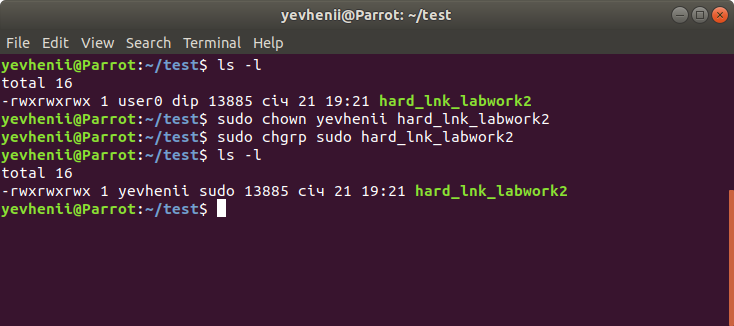 yevhenii@Parrot: ~/test
File Edit View Search Terminal Help
yevhenii@Parrot:~/test$ ls -l
total 16
-rwxrwxrwx 1 user0 dip 13885 січ 21 19:21 hard_lnk_labwork2
yevhenii@Parrot:~/test$ sudo chown yevhenii hard_lnk_labwork2
yevhenii@Parrot:~/test$ sudo chgrp sudo hard_lnk_labwork2
yevhenii@Parrot:~/test$ ls -l
total 16
-rwxrwxrwx 1 yevhenii sudo 13885 січ 21 19:21 hard_lnk_labwork2
yevhenii@Parrot:~/test$